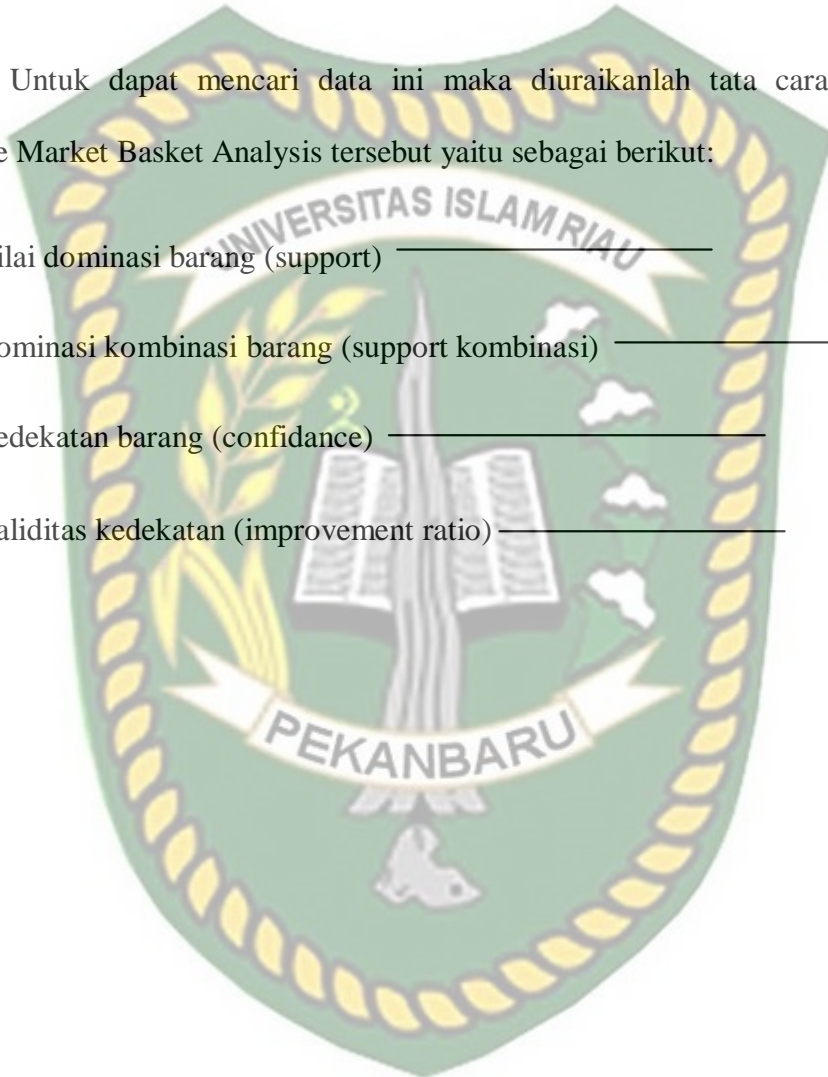 Untuk dapat mencari data ini maka diuraikanlah tata cara
e Market Basket Analysis tersebut yaitu sebagai berikut:
UNIVERSITAS ISLAM RIAU
ilai dominasi barang (support)
ominasi kombinasi barang (support kombinasi)
edekatan barang (confidance)
aliditas kedekatan (improvement ratio)
PEKANBARU